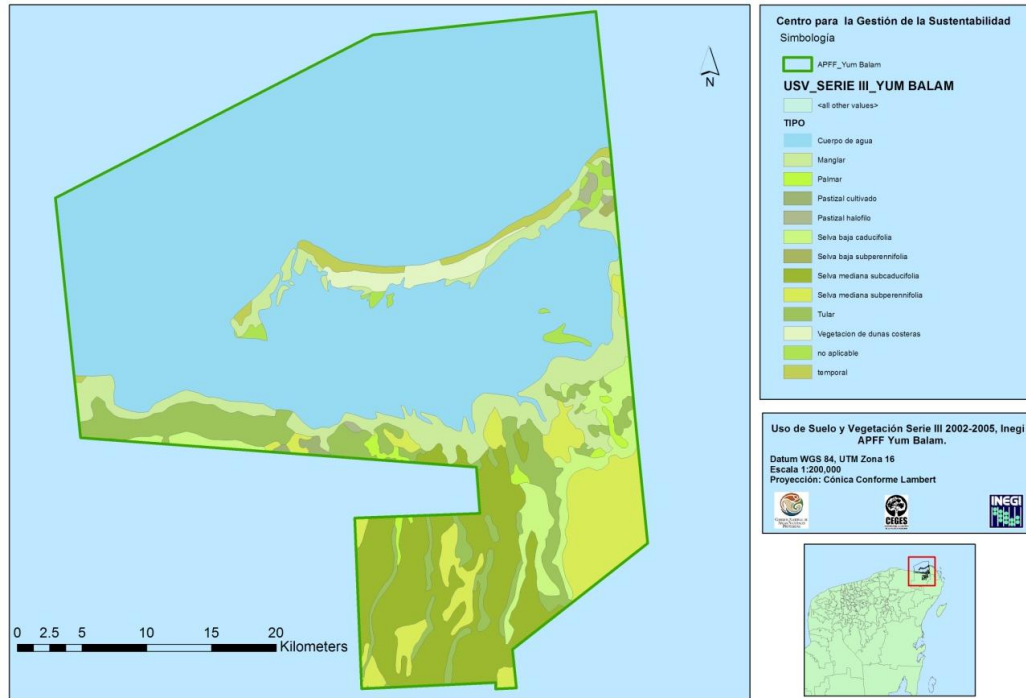 N
0 2.5 5 10 15 20
Kilometers
Centro para la Gestión de la Sustentabilidad
Simbología
APFF_Yum Balam
USV_SERIE III_YUM BALAM
<all other values>
TIPO
Cuerpo de agua
Manglar
Palmar
Pastizal cultivado
Pastizal halofilo
Selva baja caducifolia
Selva baja subperennifolia
Selva mediana subcaducifolia
Selva mediana subperennifolia
Tular
Vegetacion de dunas costeras
no aplicable
temporal
Uso de Suelo y Vegetación Serie III 2002-2005, Inegi
APFF Yum Balam.
Datum WGS 84, UTM Zona 16
Escala 1:200,000
Proyección: Cónica Conforme Lambert
CEGES
INEGI